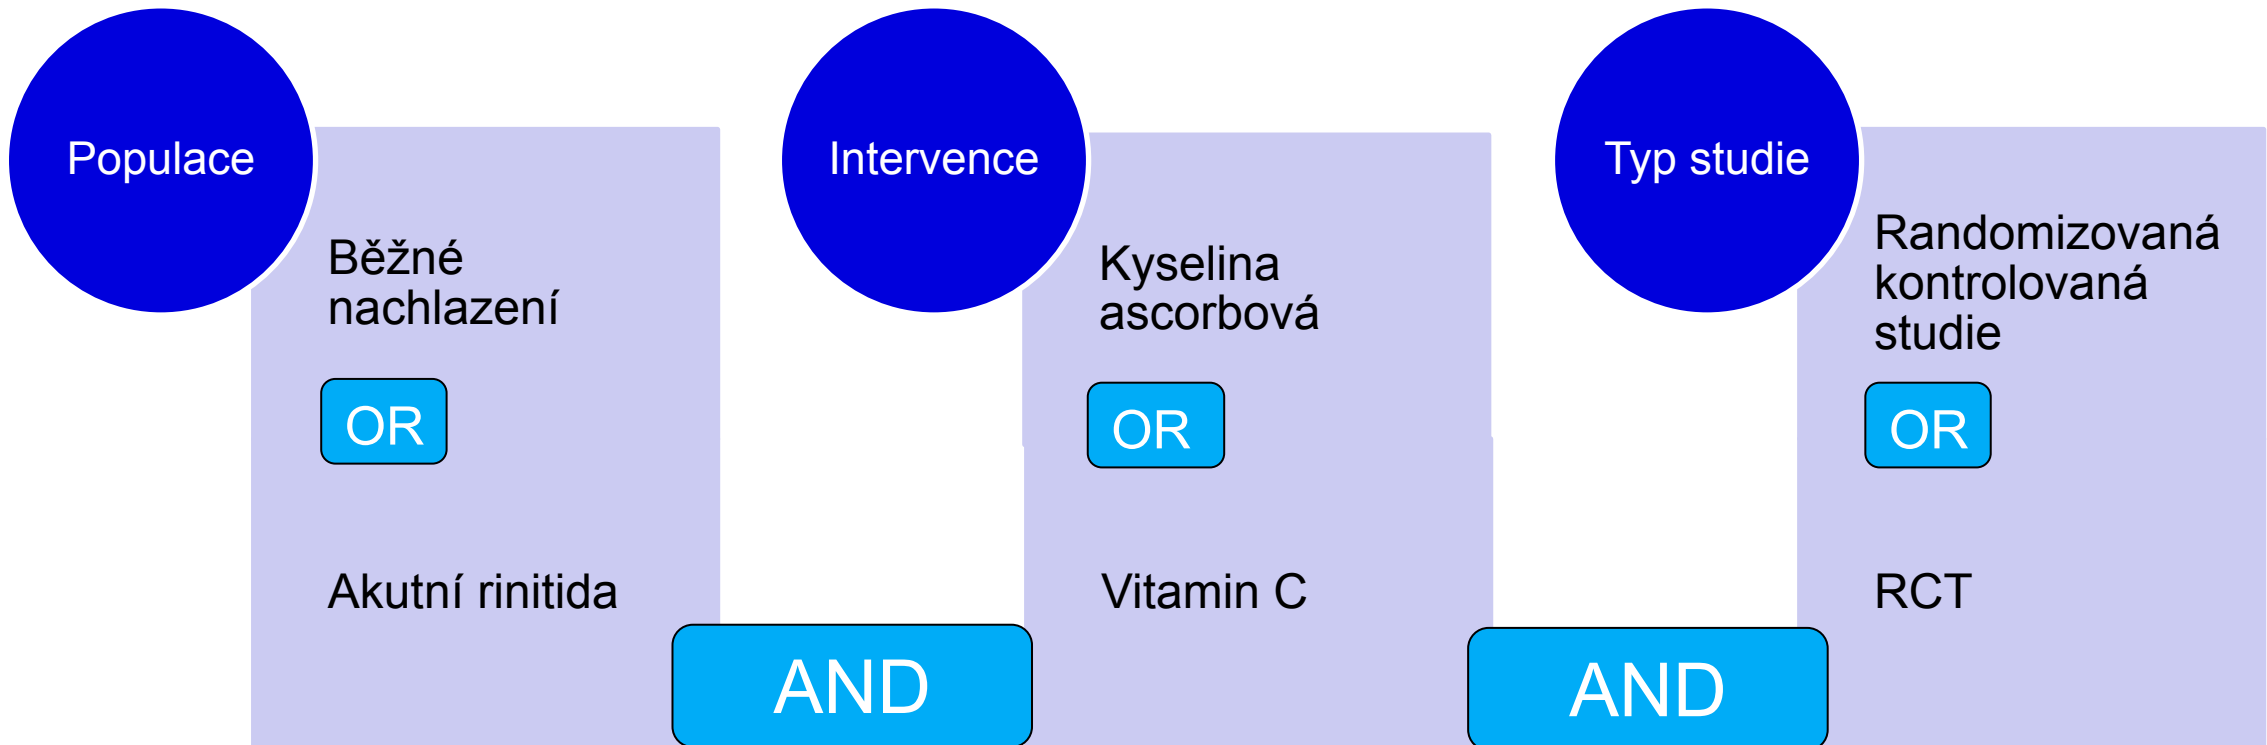 Populace
Běžné
nachlazení
OR
Akutní rinitida
AND
Intervence
Kyselina
ascorbová
OR
Vitamin C
AND
Typ studie
Randomizovaná
kontrolovaná
studie
OR
RCT